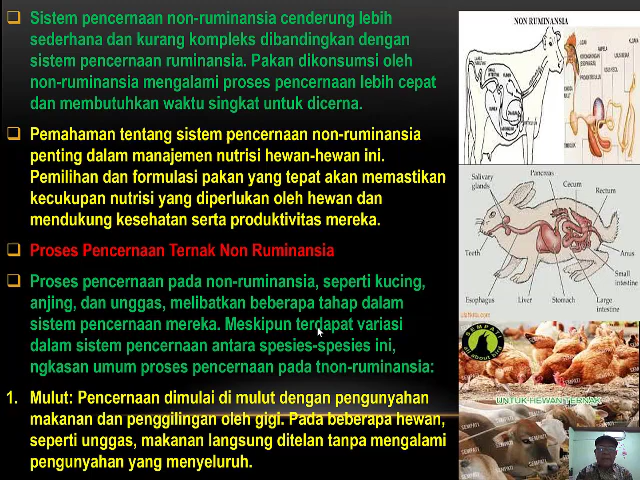 Sistem pencernaan non-ruminansia cenderung lebih
sederhana dan kurang kompleks dibandingkan dengan
sistem pencernaan ruminansia. Pakan dikonsumsi oleh
non-ruminansia mengalami proses pencernaan lebih cepat
dan membutuhkan waktu singkat untuk dicerna.
Pemahaman tentang sistem pencernaan non-ruminansia
penting dalam manajemen nutrisi hewan-hewan ini.
Pemilihan dan formulasi pakan yang tepat akan memastikan
kecukupan nutrisi yang diperlukan oleh hewan dan
mendukung kesehatan serta produktivitas mereka.
Proses Pencernaan Ternak Non Ruminansia
Proses pencernaan pada non-ruminansia, seperti kucing,
anjing, dan unggas, melibatkan beberapa tahap dalam
sistem pencernaan mereka. Meskipun terdapat variasi
dalam sistem pencernaan antara spesies-spesies ini,
ngkasan umum proses pencernaan pada tnon-ruminansia:
1. Mulut: Pencernaan dimulai di mulut dengan pengunyahan
makanan dan penggilingan oleh gigi. Pada beberapa hewan,
seperti unggas, makanan langsung ditelan tanpa mengalami
pengunyahan yang menyeluruh.
NON RUMINANSIA
Salivary
glands
Pancreas
Cecum
Rectum
Teeth
Anus
Small
intestine
Esophagus
Liver
Stomach
Large
intestine
SEMPATI
all about bird
UNTUK HEWAN TERNAK
SEMPATI